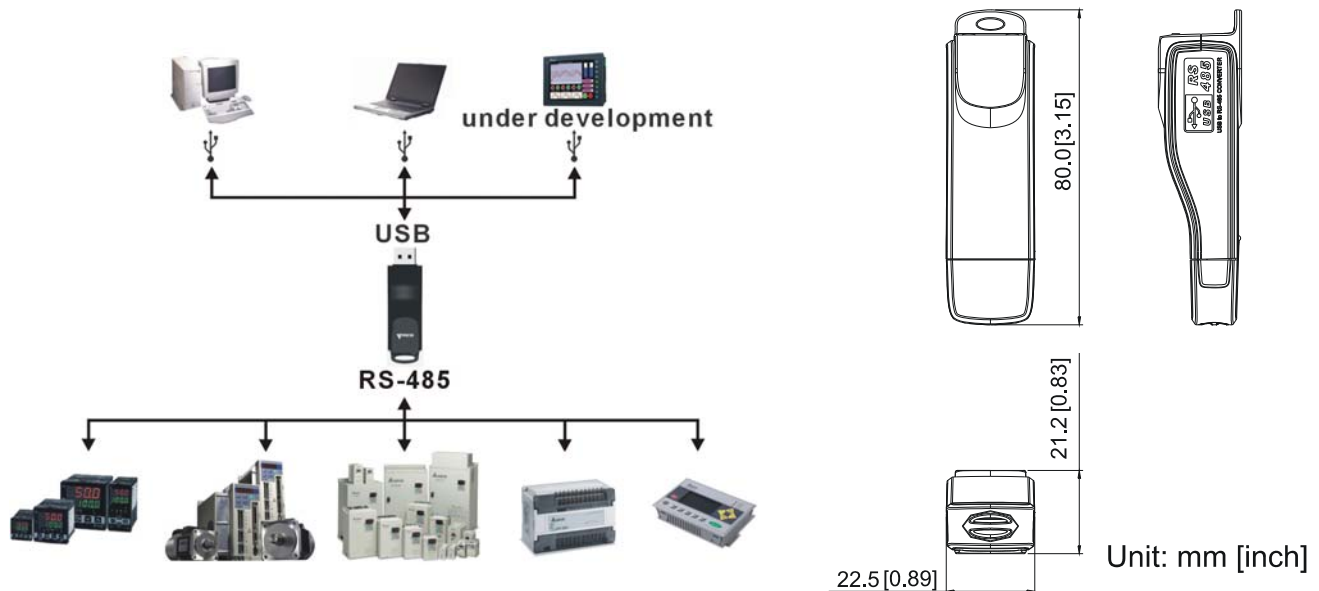 under development
USB
RS-485
80.0[3.15]
RS
485
USB
USB to RS-485 CONVERTER
21.2[0.83]
22.5[0.89]
Unit: mm [inch]